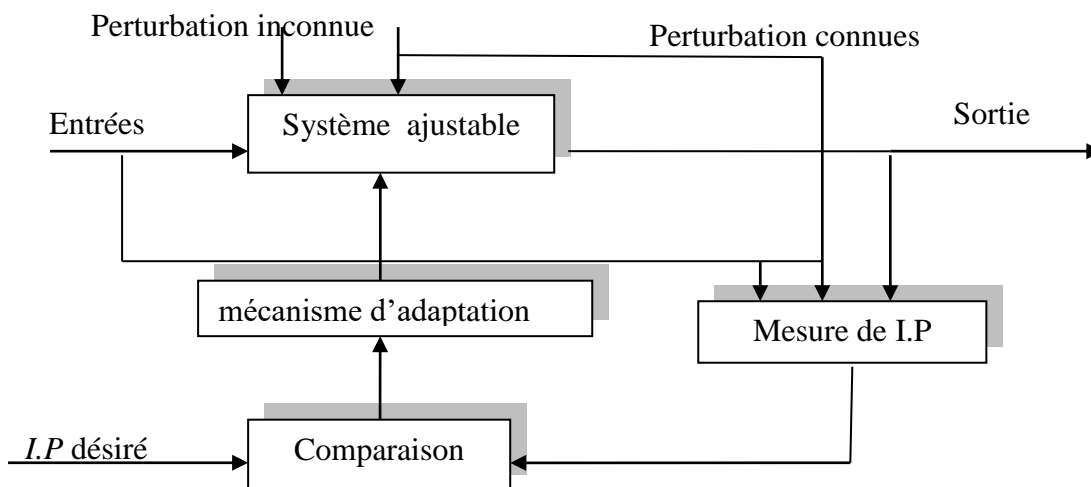 Perturbation inconnue
Perturbation connues
Entrées
Système ajustable
Sortie
mécanisme d’adaptation
Mesure de I.P
I.P désiré
Comparaison